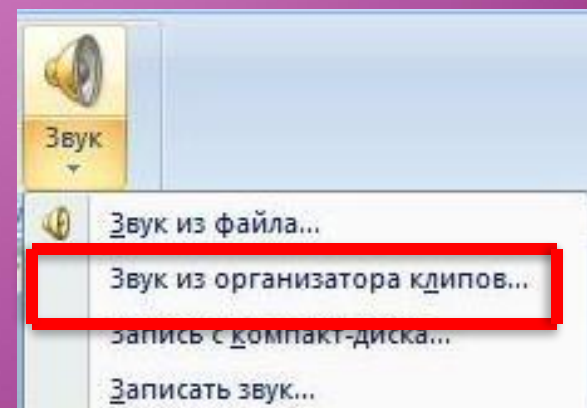 Звук
Звук из файла...
Звук из организатора клипов...
Запись с компакт-диска...
Записать звук...